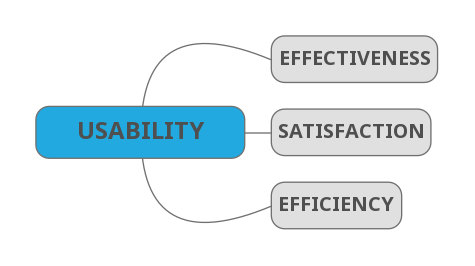 EFFECTIVENESS
USABILITY
SATISFACTION
EFFICIENCY